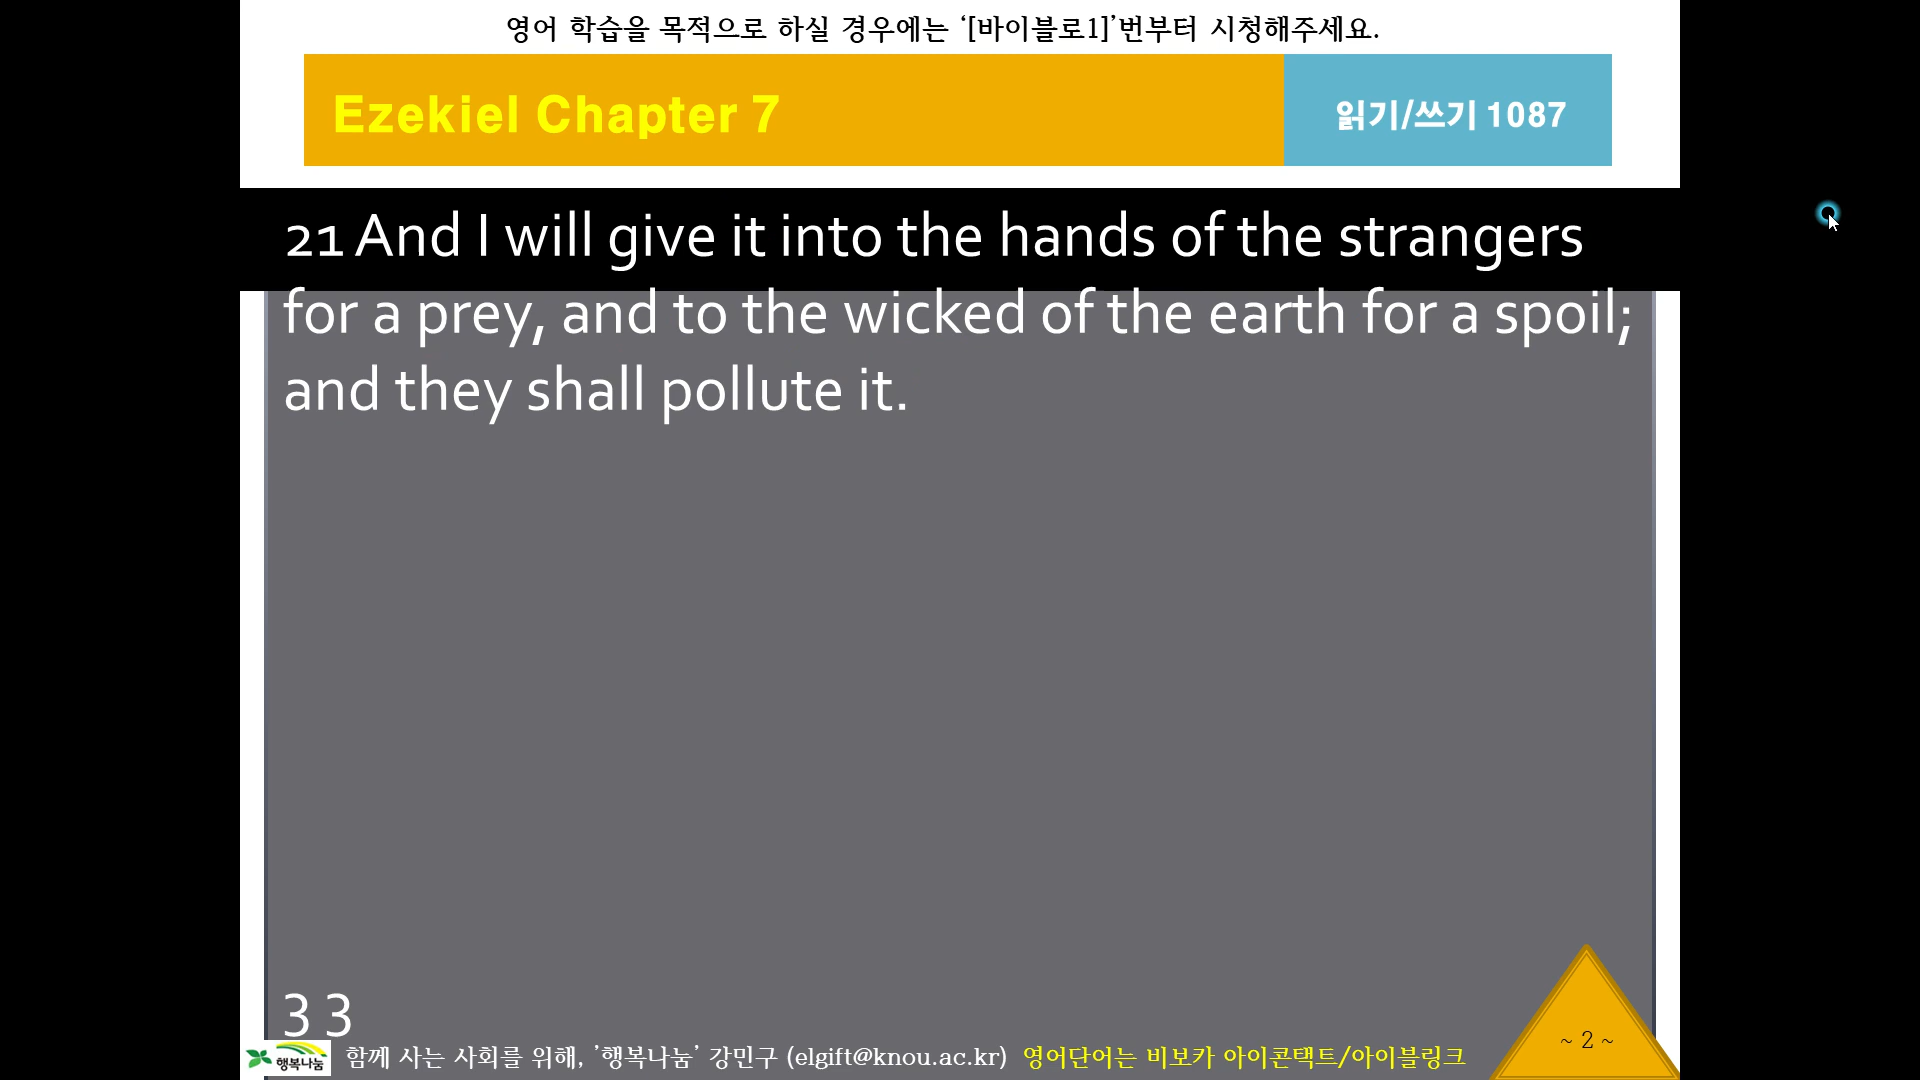 영어 학습을 목적으로 하실 경우에는 ‘[바이블로1]’번부터 시청해주세요.
Ezekiel Chapter 7
읽기/쓰기 1087
21 And I will give it into the hands of the strangers
for a prey, and to the wicked of the earth for a spoil;
and they shall pollute it.
3 3
~ 2 ~
행복나눔 함께 사는 사회를 위해, ’행복나눔’ 강민구 (elgift@knou.ac.kr) 영어단어는 비보카 아이콘택트/아이블링크